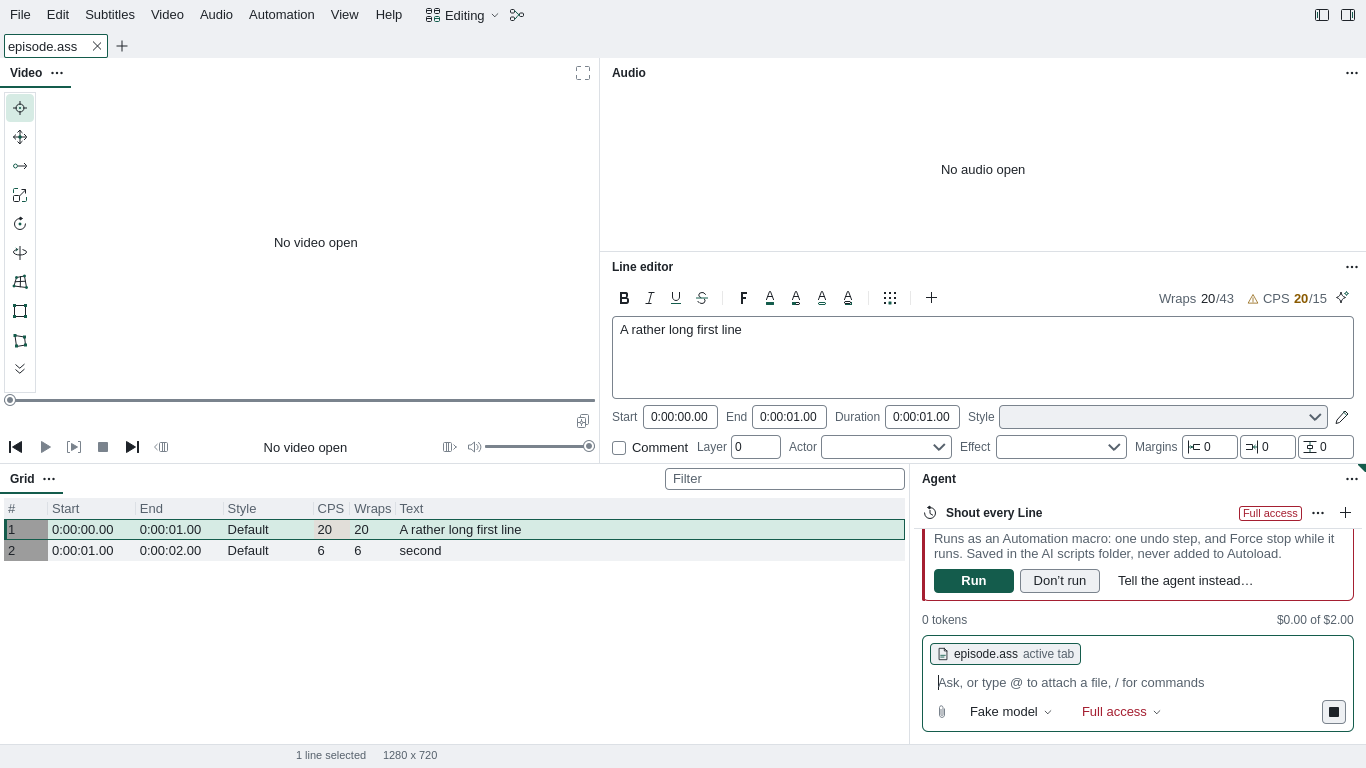 File Edit Subtitles Video Audio Automation View Help Editing
episode.ass
Video
No video open
No video open
Audio
No audio open
Line editor
Wraps 20/43 CPS 20/15
A rather long first line
Start 0:00:00.00 End 0:00:01.00 Duration 0:00:01.00 Style
Comment Layer 0 Actor Effect Margins 0 0 0
Grid Filter
# Start End Style CPS Wraps Text
1 0:00:00.00 0:00:01.00 Default 20 20 A rather long first line
2 0:00:01.00 0:00:02.00 Default 6 6 second
Agent
Shout every Line Full access
Runs as an Automation macro: one undo step, and Force stop while it
runs. Saved in the AI scripts folder, never added to Autoload.
Run Don't run Tell the agent instead…
0 tokens $0.00 of $2.00
episode.ass active tab
Ask, or type @ to attach a file, / for commands
Fake model Full access
1 line selected 1280 x 720